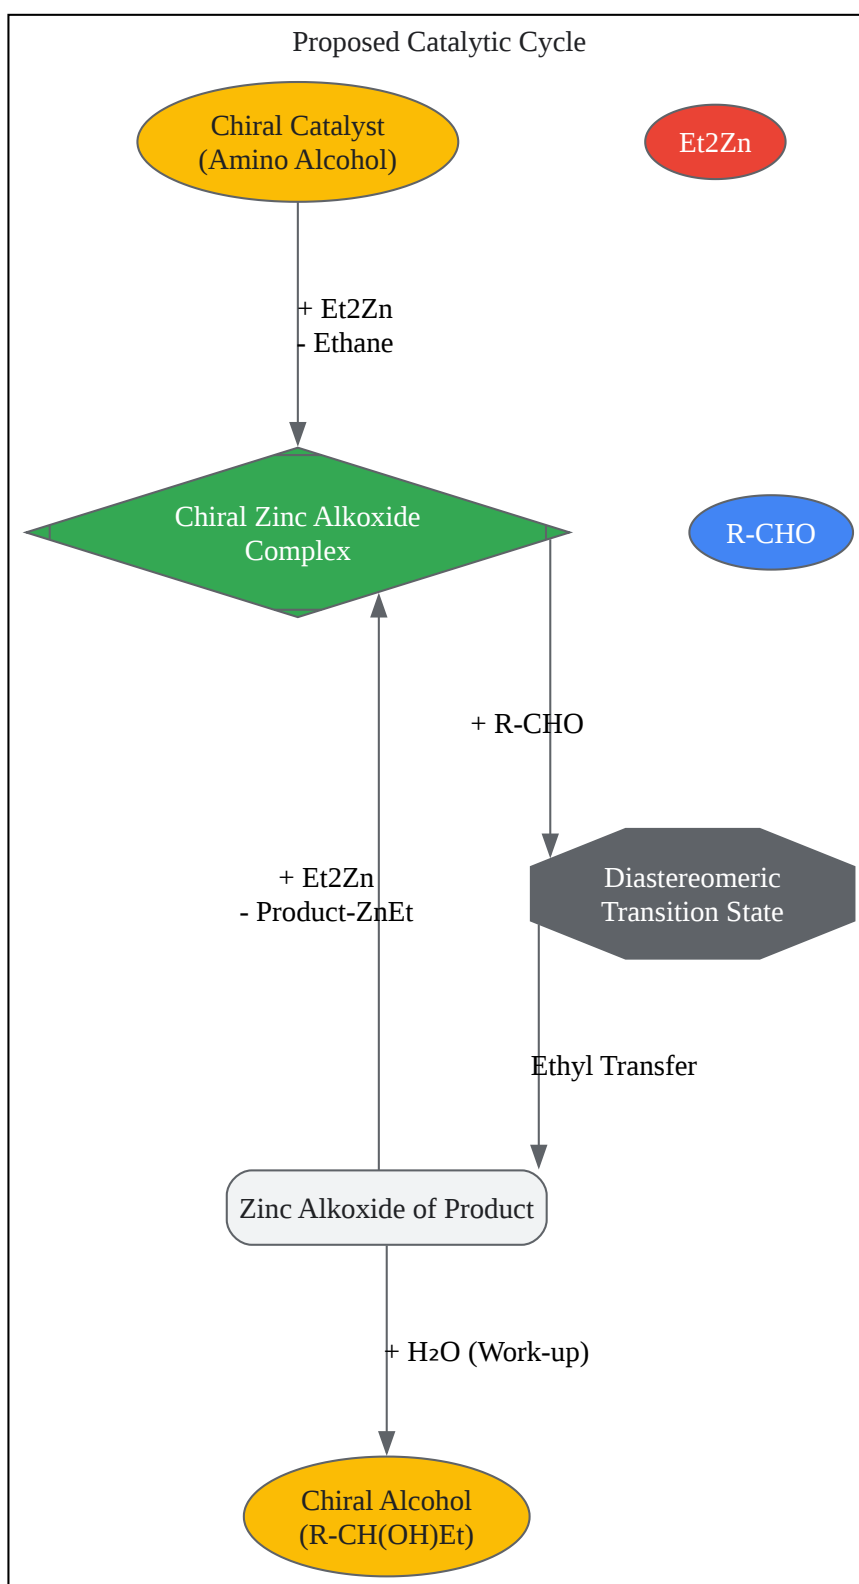 Proposed Catalytic Cycle
Chiral Catalyst
(Amino Alcohol)
Et2Zn
+ Et2Zn
- Ethane
Chiral Zinc Alkoxide
Complex
R-CHO
+ R-CHO
+ Et2Zn
- Product-ZnEt
Diastereomeric
Transition State
Ethyl Transfer
Zinc Alkoxide of Product
+ H₂O (Work-up)
Chiral Alcohol
(R-CH(OH)Et)